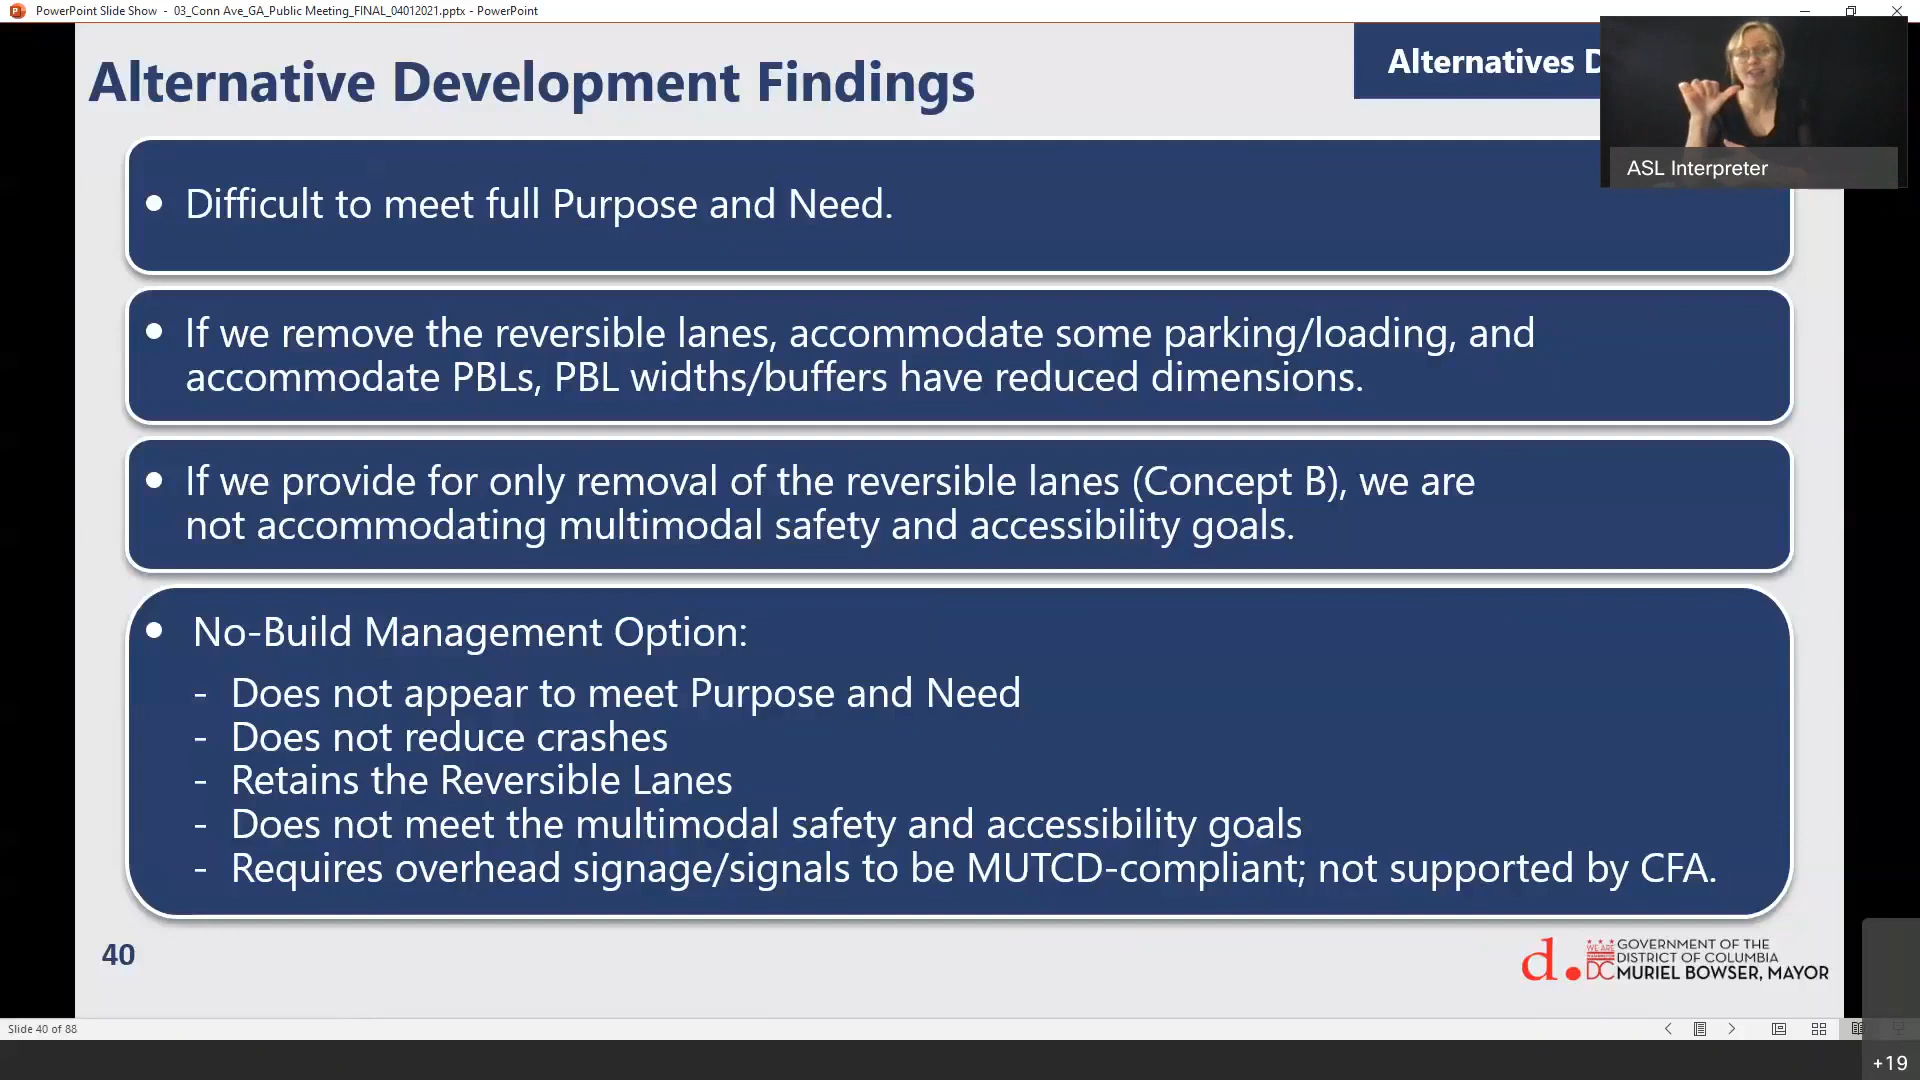 PowerPoint Slide Show - 03_Conn Ave_GA_Public Meeting_FINAL_04012021.pptx - PowerPoint
Alternative Development Findings
Alternatives
ASL Interpreter
• Difficult to meet full Purpose and Need.
• If we remove the reversible lanes, accommodate some parking/loading, and
accommodate PBLs, PBL widths/buffers have reduced dimensions.
• If we provide for only removal of the reversible lanes (Concept B), we are
not accommodating multimodal safety and accessibility goals.
• No-Build Management Option:
- Does not appear to meet Purpose and Need
- Does not reduce crashes
- Retains the Reversible Lanes
- Does not meet the multimodal safety and accessibility goals
- Requires overhead signage/signals to be MUTCD-compliant; not supported by CFA.
40
d.
WE ARE
WASHINGTON
DC
GOVERNMENT OF THE
DISTRICT OF COLUMBIA
MURIEL BOWSER, MAYOR
Slide 40 of 88
+19